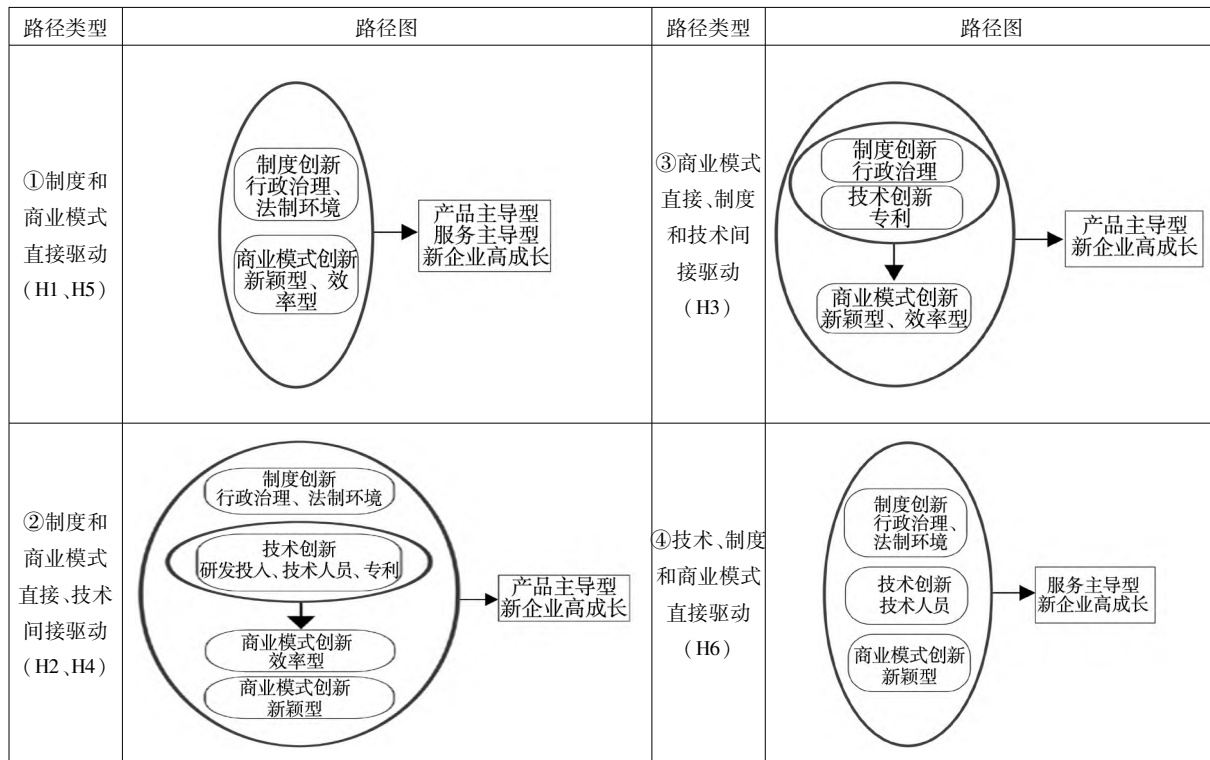 路径类型
路径图
路径类型
路径图
①制度和
商业模式
直接驱动
(H1、H5)
制度创新
行政治理、
法制环境
商业模式创新
新颖型、效
率型
产品主导型
服务主导型
新企业高成长
③商业模式
直接、制度
和技术间
接驱动
(H3)
制度创新
行政治理
技术创新
专利
商业模式创新
新颖型、效率型
产品主导型
新企业高成长
②制度和
商业模式
直接、技术
间接驱动
(H2、H4)
制度创新
行政治理、法制环境
技术创新
研发投入、技术人员、专利
商业模式创新
效率型
商业模式创新
新颖型
产品主导型
新企业高成长
④技术、制度
和商业模式
直接驱动
(H6)
制度创新
行政治理、
法制环境
技术创新
技术人员
商业模式创新
新颖型
服务主导型
新企业高成长